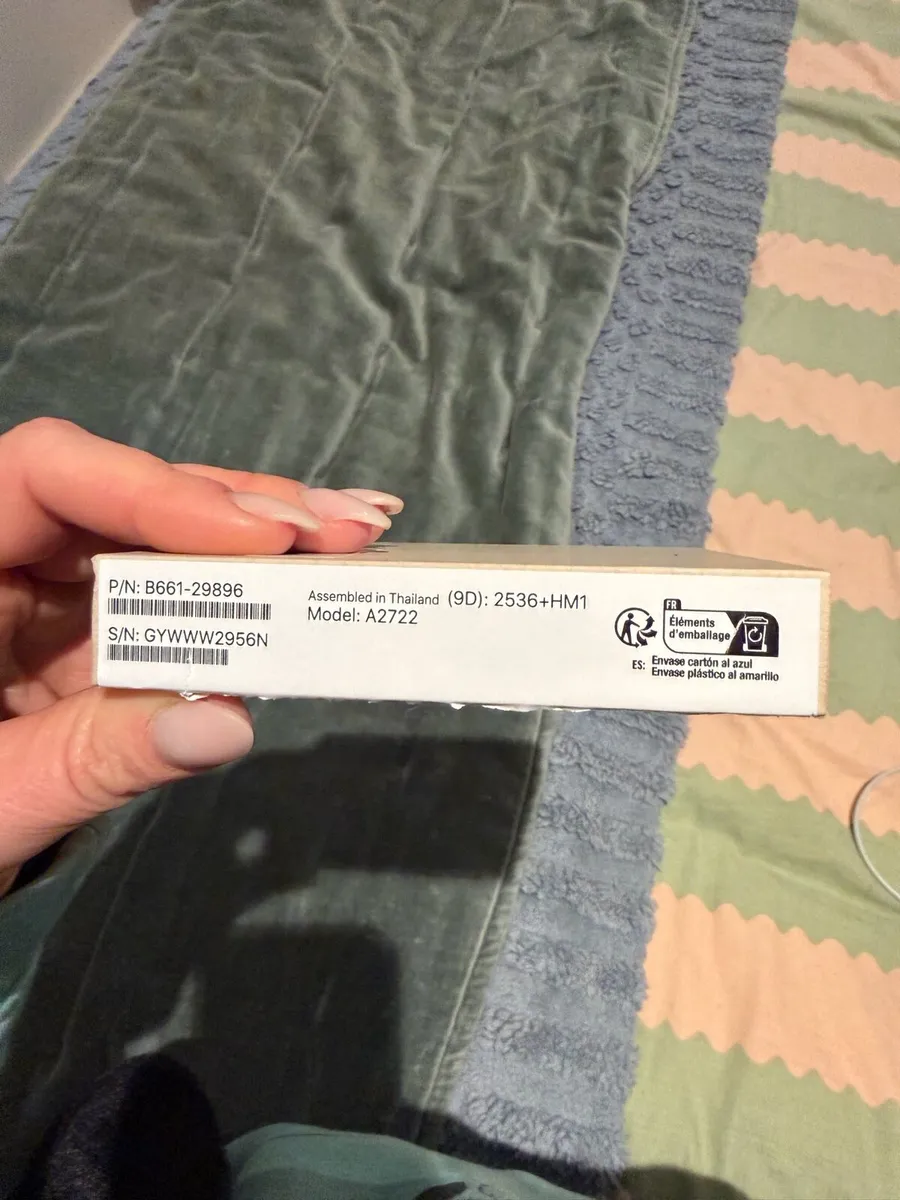 P/N: B661-29896
S/N: GYWWW2956N
Assembled in Thailand (9D): 2536+HM1
Model: A2722
FR
Éléments
d'emballage
ES: Envase cartón al azul
Envase plástico al amarillo